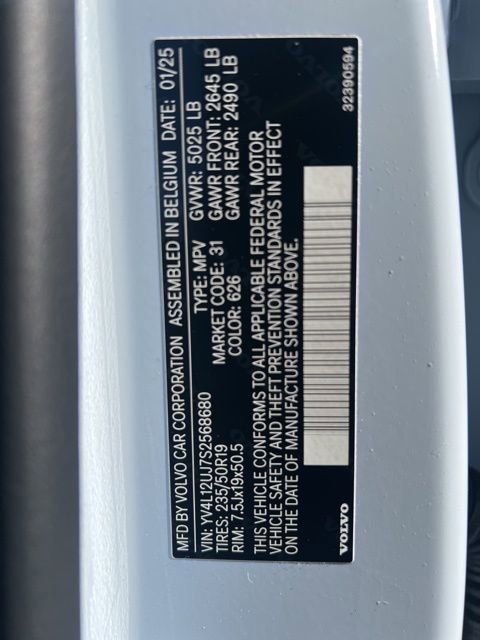 MFD BY VOLVO CAR CORPORATION ASSEMBLED IN BELGIUM DATE: 01/25
VIN: YV4L12UJ7S2568680 TYPE: MPV GVWR: 5025 LB
TIRES: 235/50R19 MARKET CODE: 31 GAWR FRONT: 2645 LB
RIM: 7.5Jx19x50.5 COLOR: 626 GAWR REAR: 2490 LB
THIS VEHICLE CONFORMS TO ALL APPLICABLE FEDERAL MOTOR
VEHICLE SAFETY AND THEFT PREVENTION STANDARDS IN EFFECT
ON THE DATE OF MANUFACTURE SHOWN ABOVE.
VOLVO 32390594